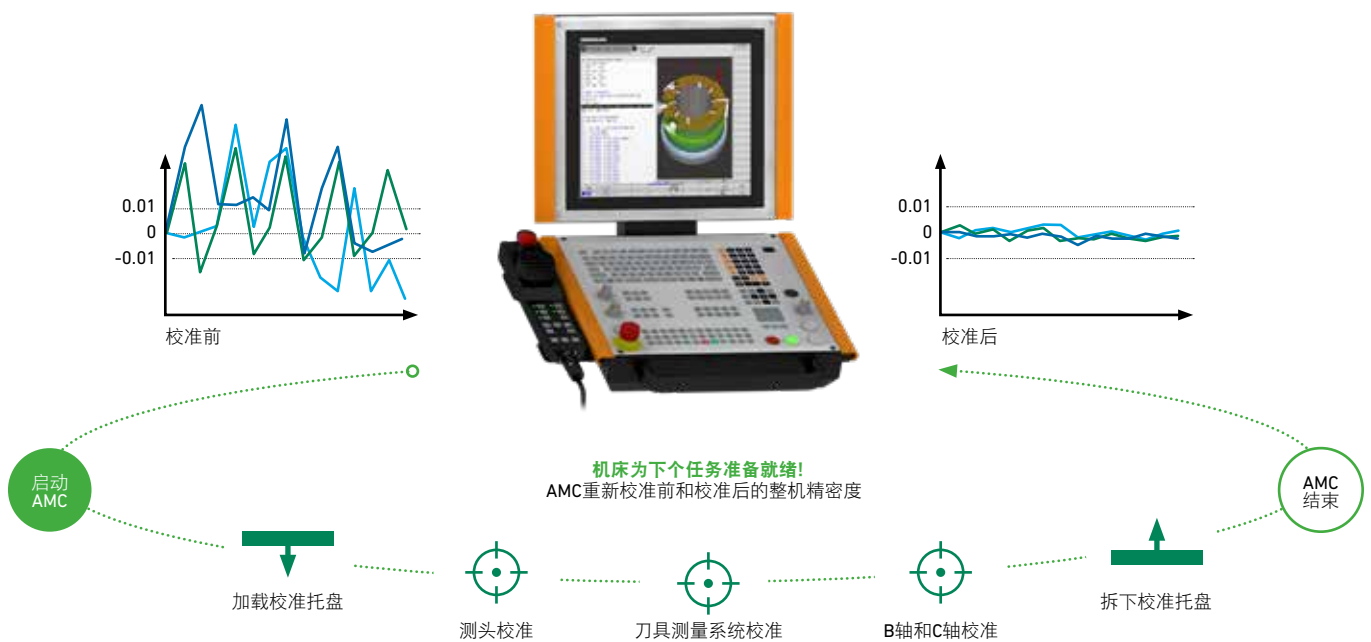 0.01
0
-0.01
校准前
0.01
0
-0.01
校准后
启动
AMC
机床为下个任务准备就绪!
AMC重新校准前和校准后的整机精密度
AMC
结束
加载校准托盘
测头校准
刀具测量系统校准
B轴和C轴校准
拆下校准托盘